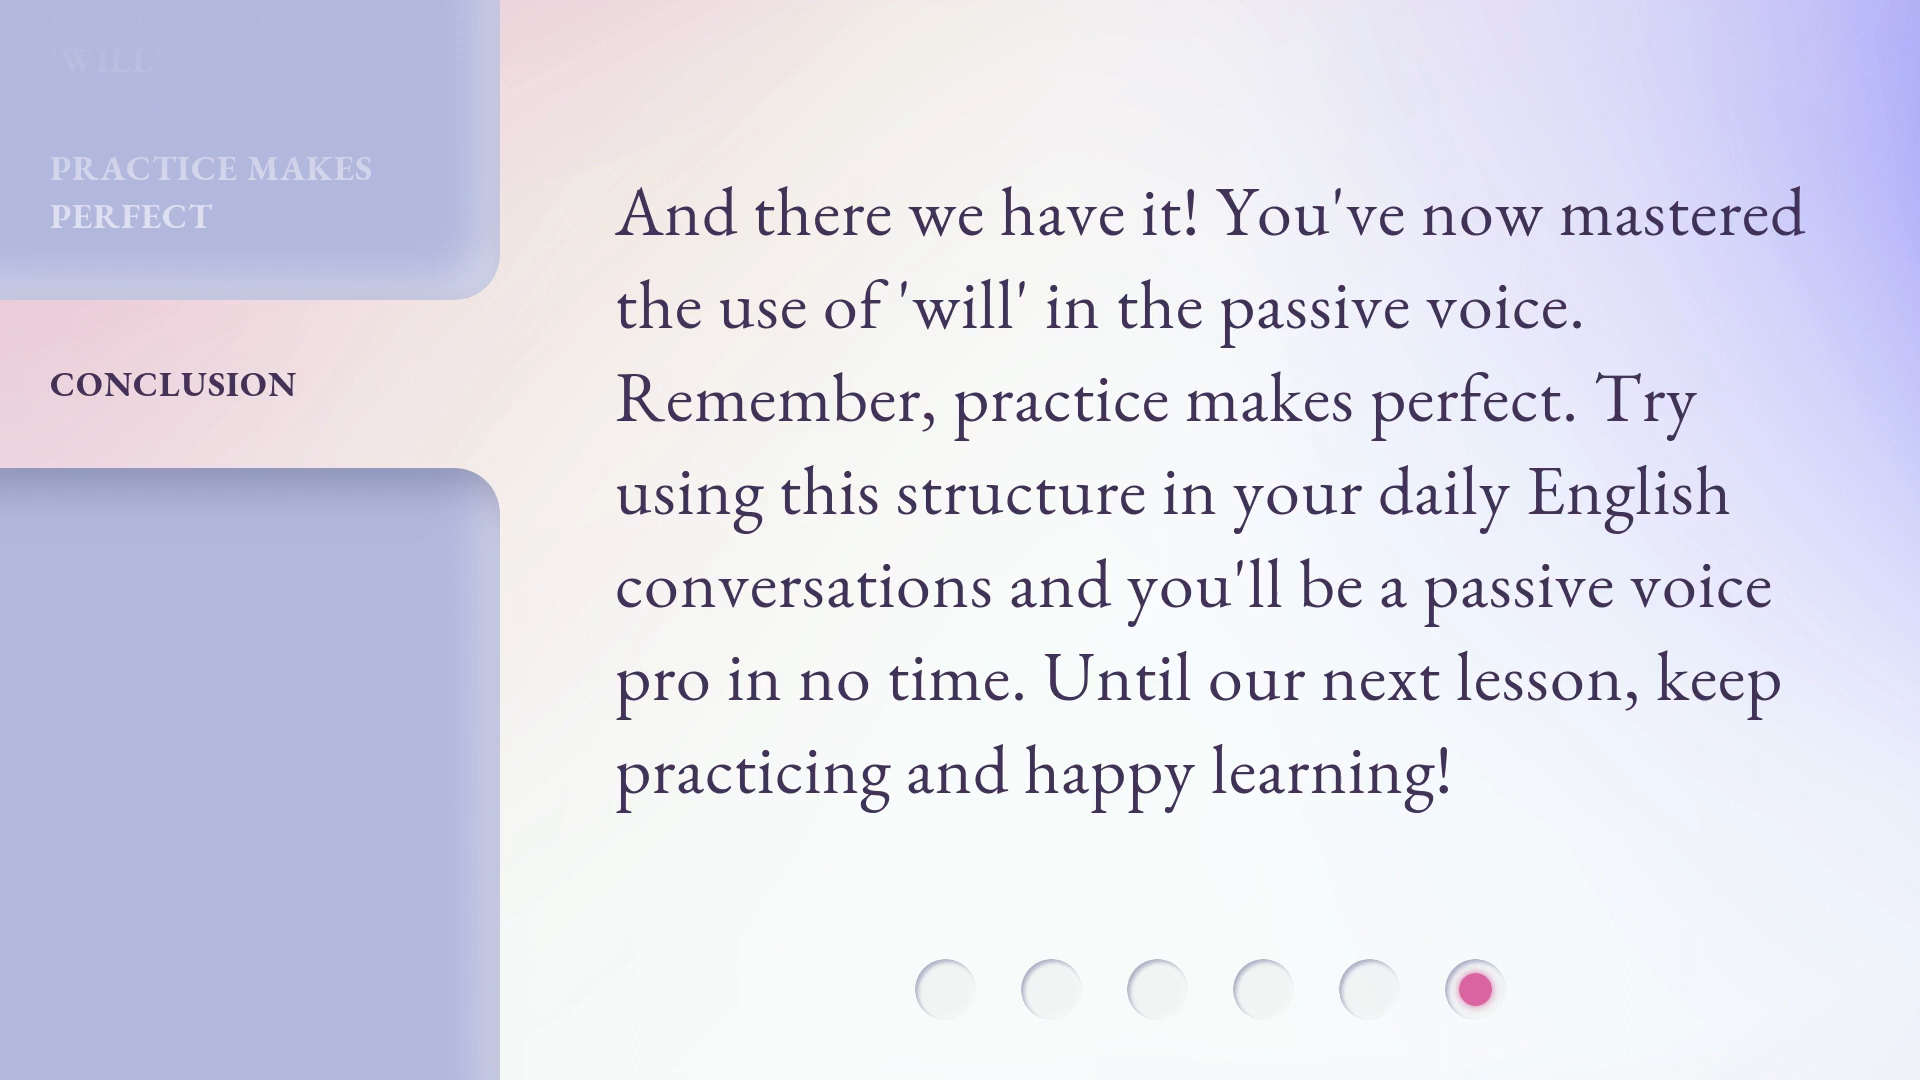 'WILL'
PRACTICE MAKES
PERFECT
CONCLUSION
And there we have it! You've now mastered
the use of 'will' in the passive voice.
Remember, practice makes perfect. Try
using this structure in your daily English
conversations and you'll be a passive voice
pro in no time. Until our next lesson, keep
practicing and happy learning!